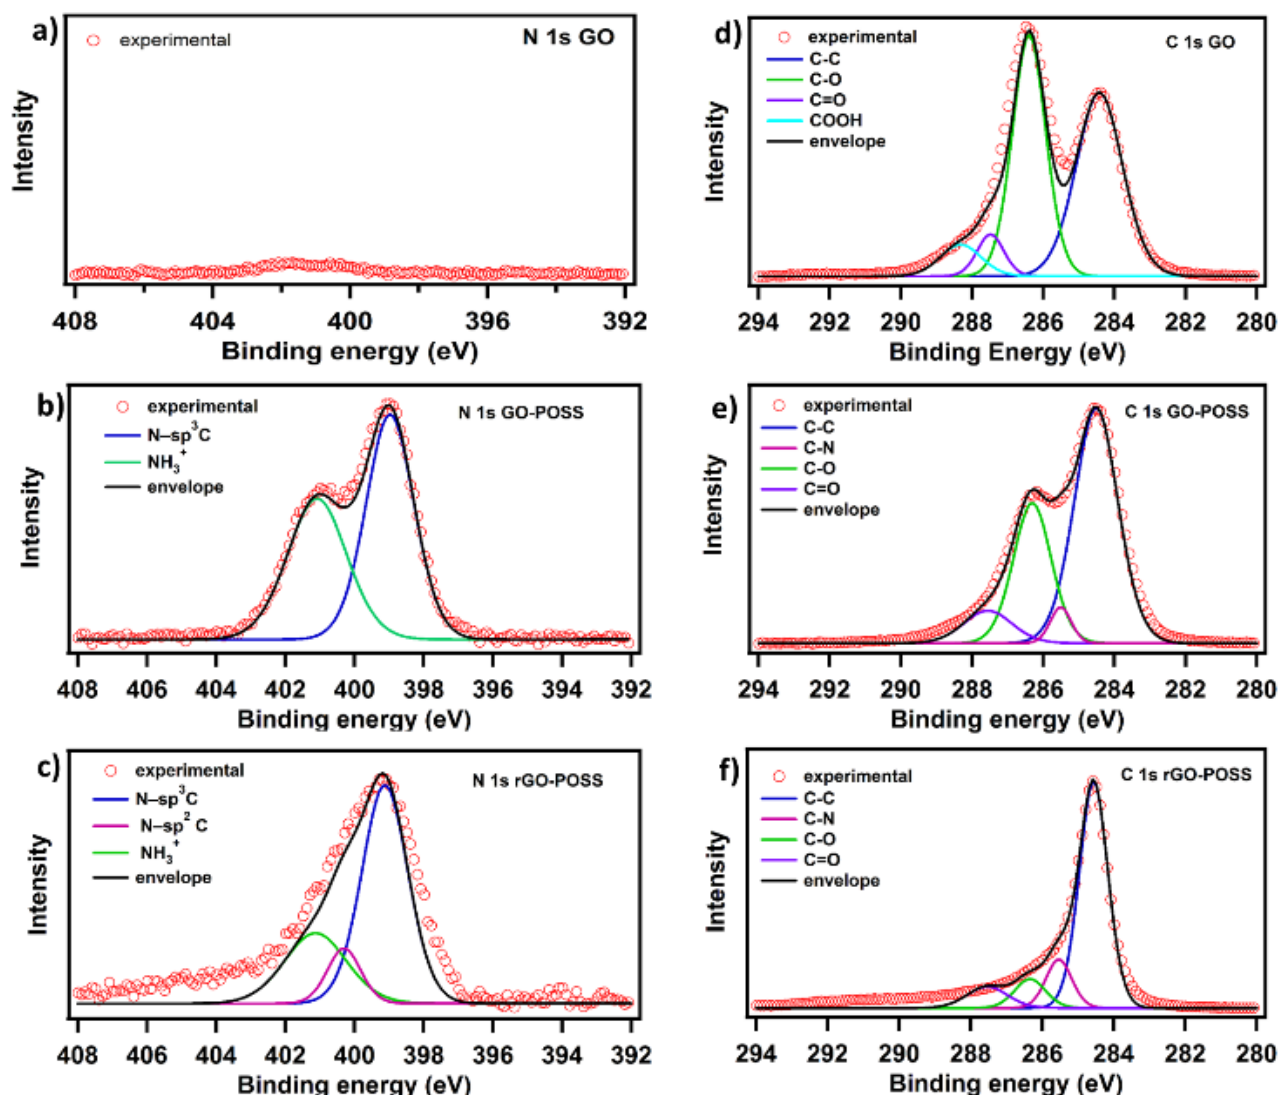 a)
experimental
N 1s GO
Intensity
408 404 400 396 392
Binding energy (eV)
d)
experimental
C-C
C-O
C=O
COOH
envelope
C 1s GO
Intensity
294 292 290 288 286 284 282 280
Binding Energy (eV)
b)
experimental
N–sp³C
NH₃⁺
envelope
N 1s GO-POSS
Intensity
408 406 404 402 400 398 396 394 392
Binding energy (eV)
e)
experimental
C-C
C-N
C-O
C=O
envelope
C 1s GO-POSS
Intensity
294 292 290 288 286 284 282 280
Binding energy (eV)
c)
experimental
N–sp³C
N–sp² C
NH₃⁺
envelope
N 1s rGO-POSS
Intensity
408 406 404 402 400 398 396 394 392
Binding energy (eV)
f)
experimental
C-C
C-N
C-O
C=O
envelope
C 1s rGO-POSS
Intensity
294 292 290 288 286 284 282 280
Binding energy (eV)